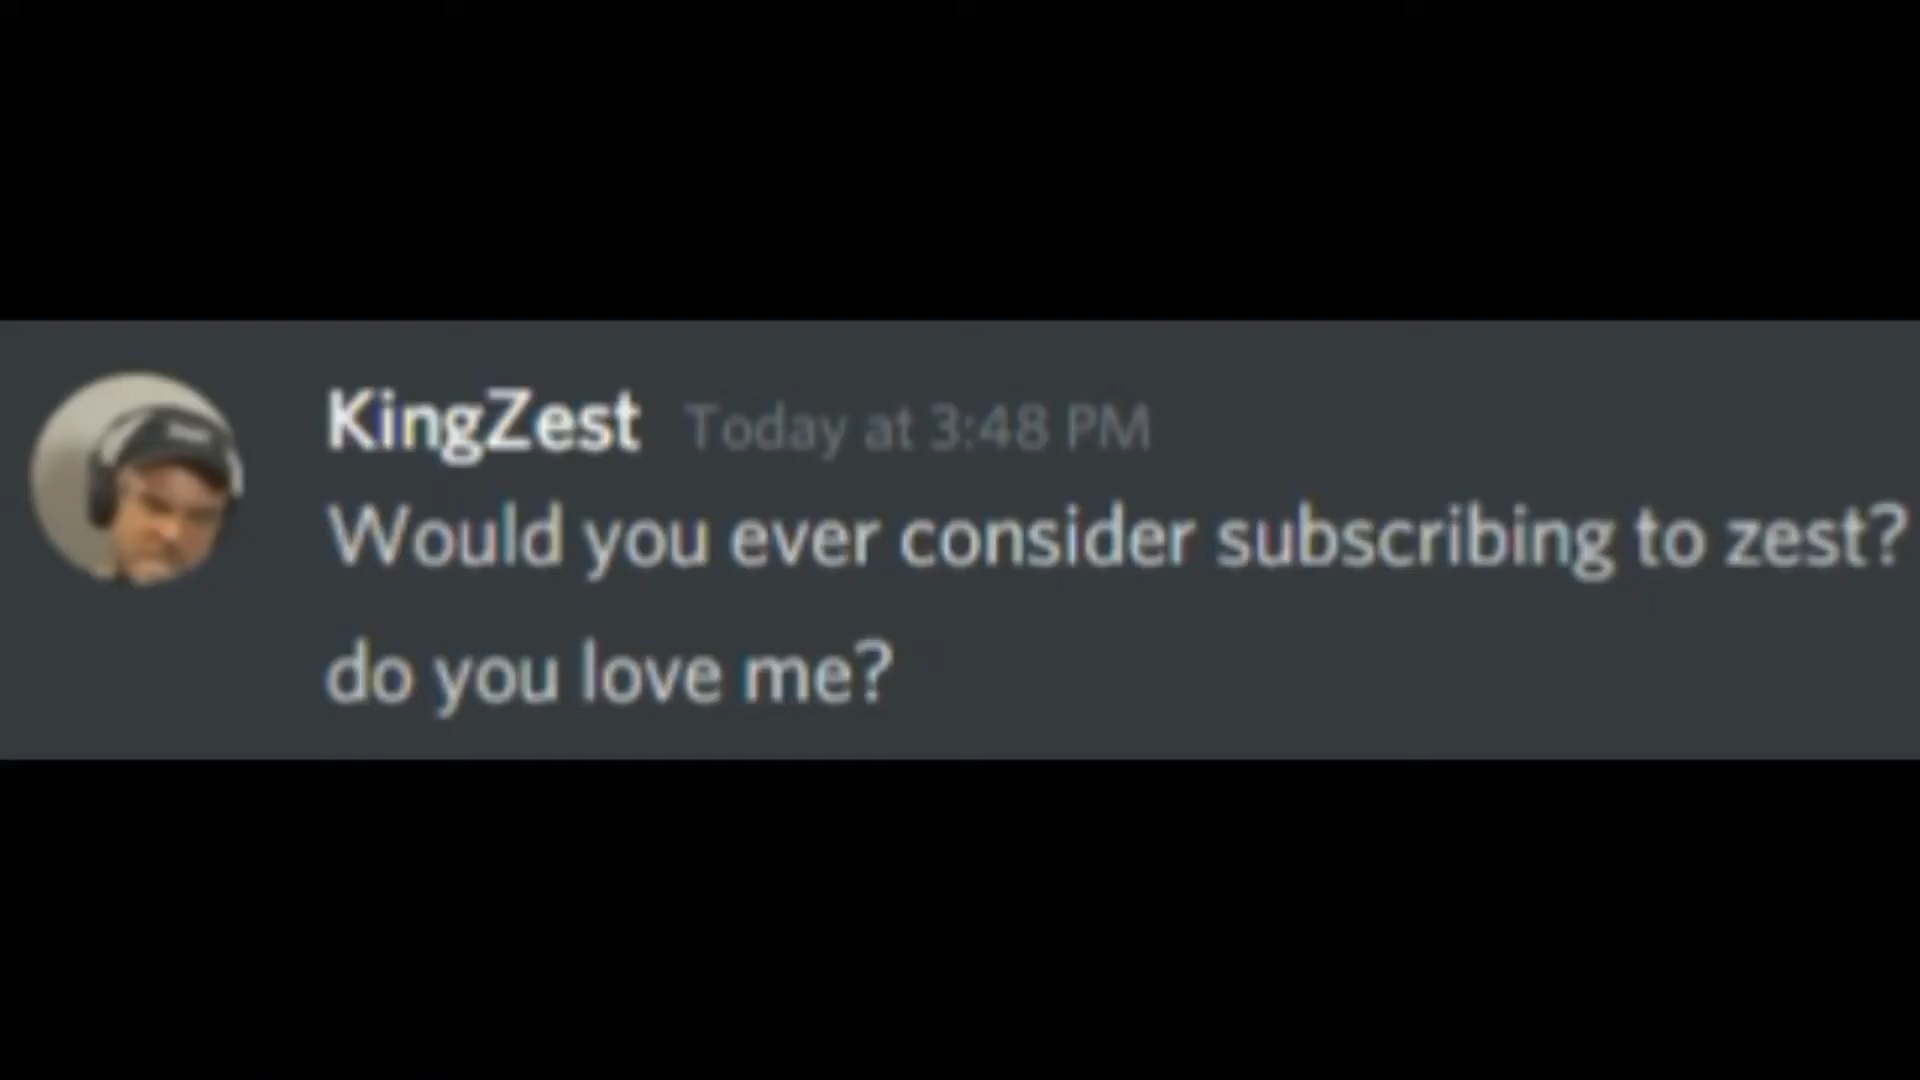 KingZest Today at 3:48 PM
Would you ever consider subscribing to zest?
do you love me?